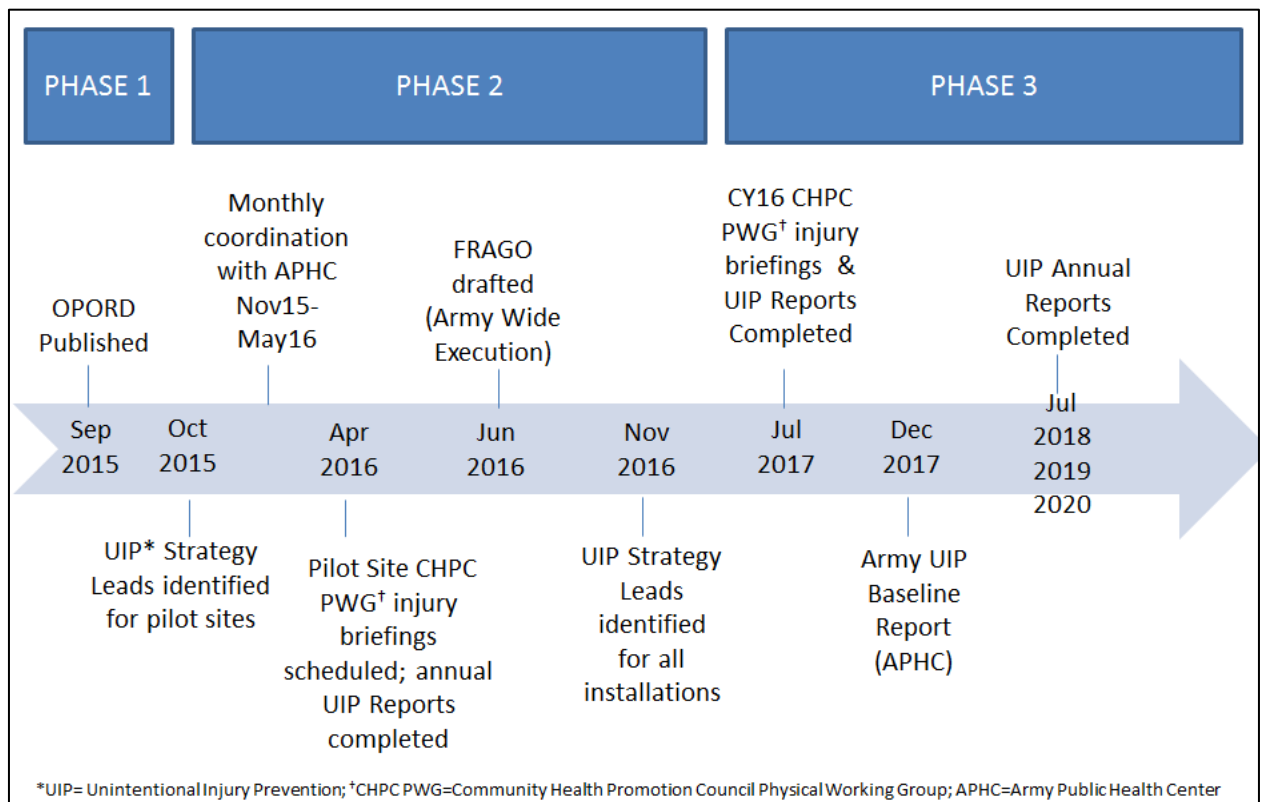 PHASE 1
PHASE 2
PHASE 3
OPORD
Published
Monthly
coordination
with APHC
Nov15-
May16
FRAGO
drafted
(Army Wide
Execution)
CY16 CHPC
PWG† injury
briefings &
UIP Reports
Completed
UIP Annual
Reports
Completed
Sep
2015
Oct
2015
Apr
2016
Jun
2016
Nov
2016
Jul
2017
Dec
2017
Jul
2018
2019
2020
UIP* Strategy
Leads identified
for pilot sites
Pilot Site CHPC
PWG† injury
briefings
scheduled; annual
UIP Reports
completed
UIP Strategy
Leads
identified
for all
installations
Army UIP
Baseline
Report
(APHC)
*UIP= Unintentional Injury Prevention; †CHPC PWG=Community Health Promotion Council Physical Working Group; APHC=Army Public Health Center